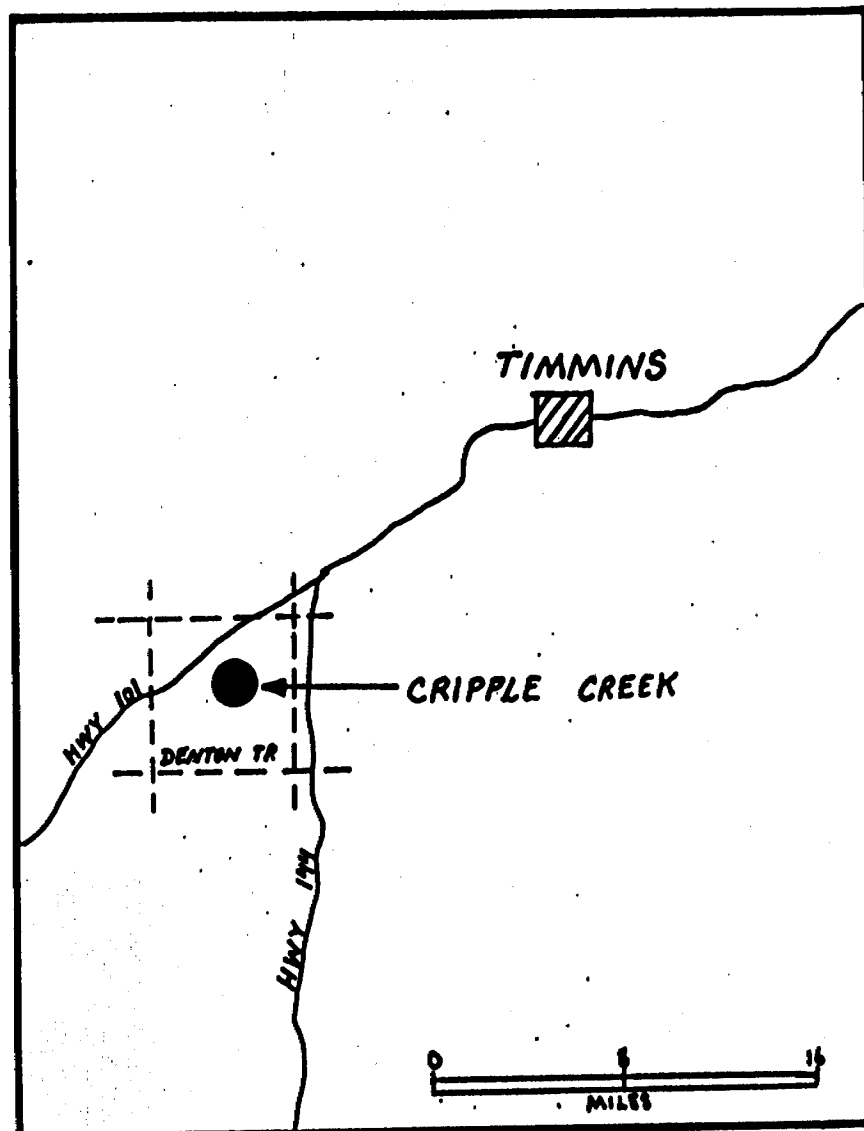 TIMMINS
CRIPPLE CREEK
HWY 101
DENTON TR
HWY 144
0 8 16
MILES